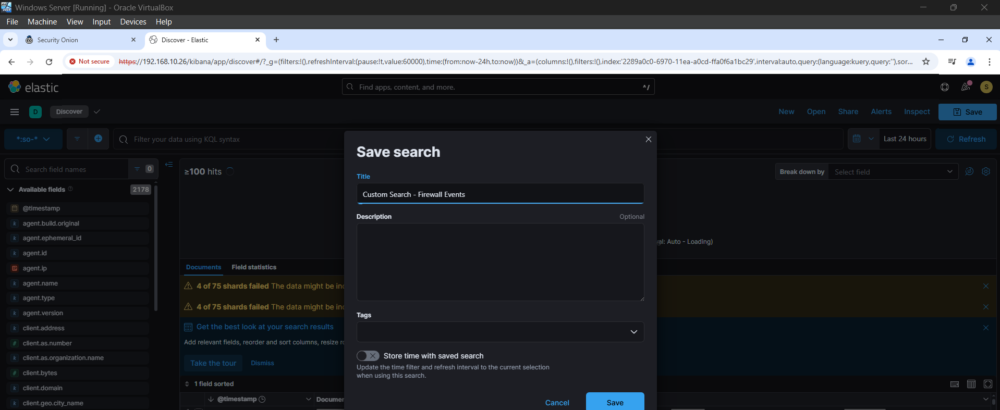 Windows Server [Running] - Oracle VirtualBox
File Machine View Input Devices Help
Security Onion
Discover - Elastic
Not secure https://192.168.10.26/kibana/app/discover#/?_g=(filters:!(),refreshInterval:(pause:!t,value:60000),time:(from:now-24h,to:now))&_a=(columns:!(),filters:!(),index:'2289a0c0-6970-11ea-a0cd-ffa0f6a1bc29',interval:auto,query:(language:kuery,query:''),sor...
elastic
Find apps, content, and more.
^/
S
D
Discover
New Open Share Alerts Inspect Save
*:so-*
Filter your data using KQL syntax
Last 24 hours
Refresh
Search field names
0
Available fields
2178
@timestamp
k agent.build.original
k agent.ephemeral_id
k agent.id
IP agent.ip
k agent.name
k agent.type
k agent.version
k client.address
# client.as.number
k client.as.organization.name
# client.bytes
k client.domain
k client.geo.city_name
≥100 hits
Break down by Select field
val: Auto - Loading)
Documents Field statistics
4 of 75 shards failed The data might be inc
4 of 75 shards failed The data might be inc
Get the best look at your search results
Add relevant fields, reorder and sort columns, resize ro
Take the tour Dismiss
1 field sorted
@timestamp
Documen
Save search
Title
Custom Search - Firewall Events
Description Optional
Tags
Store time with saved search
Update the time filter and refresh interval to the current selection
when using this search.
Cancel Save